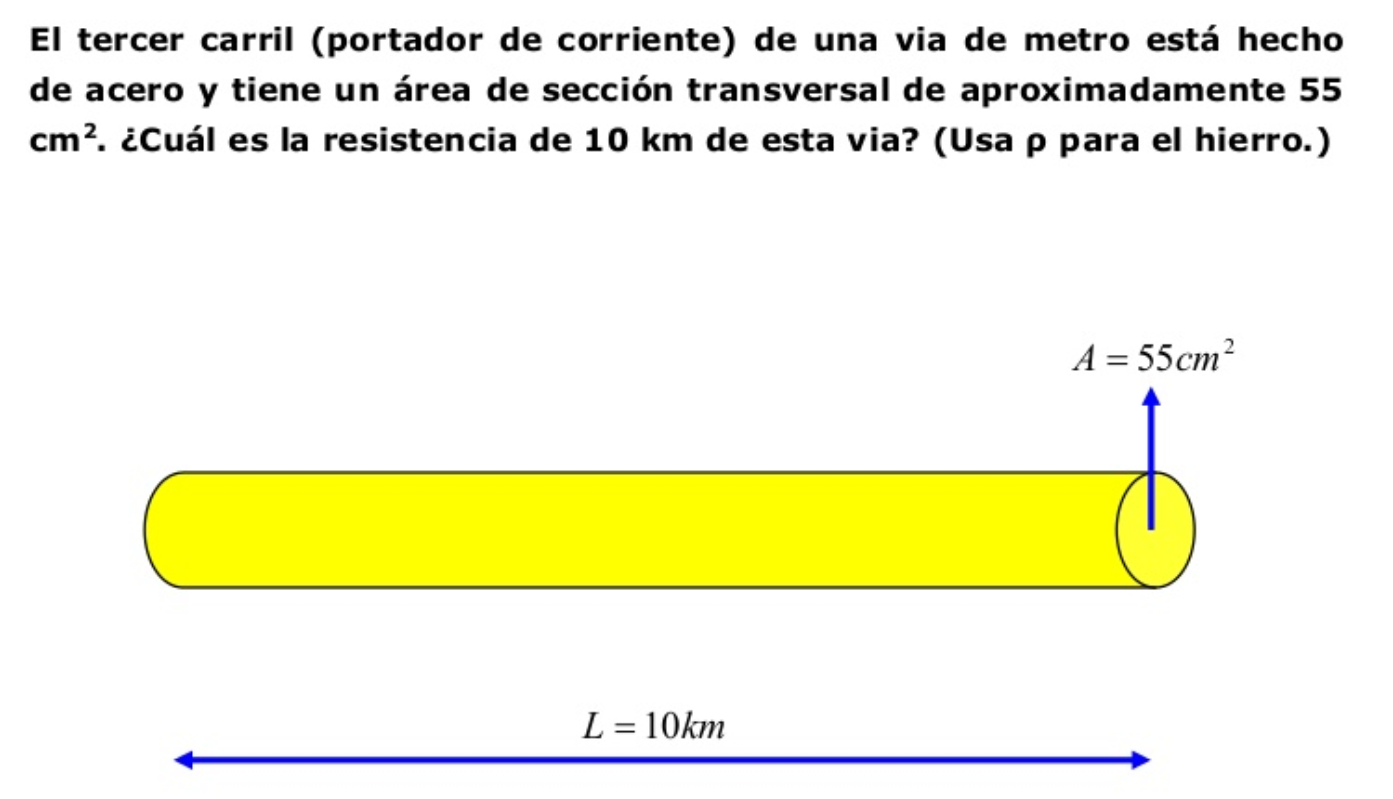 El tercer carril (portador de corriente) de una via de metro está hecho
de acero y tiene un área de sección transversal de aproximadamente 55
cm². ¿Cuál es la resistencia de 10 km de esta via? (Usa ρ para el hierro.)
A = 55cm²
L = 10km